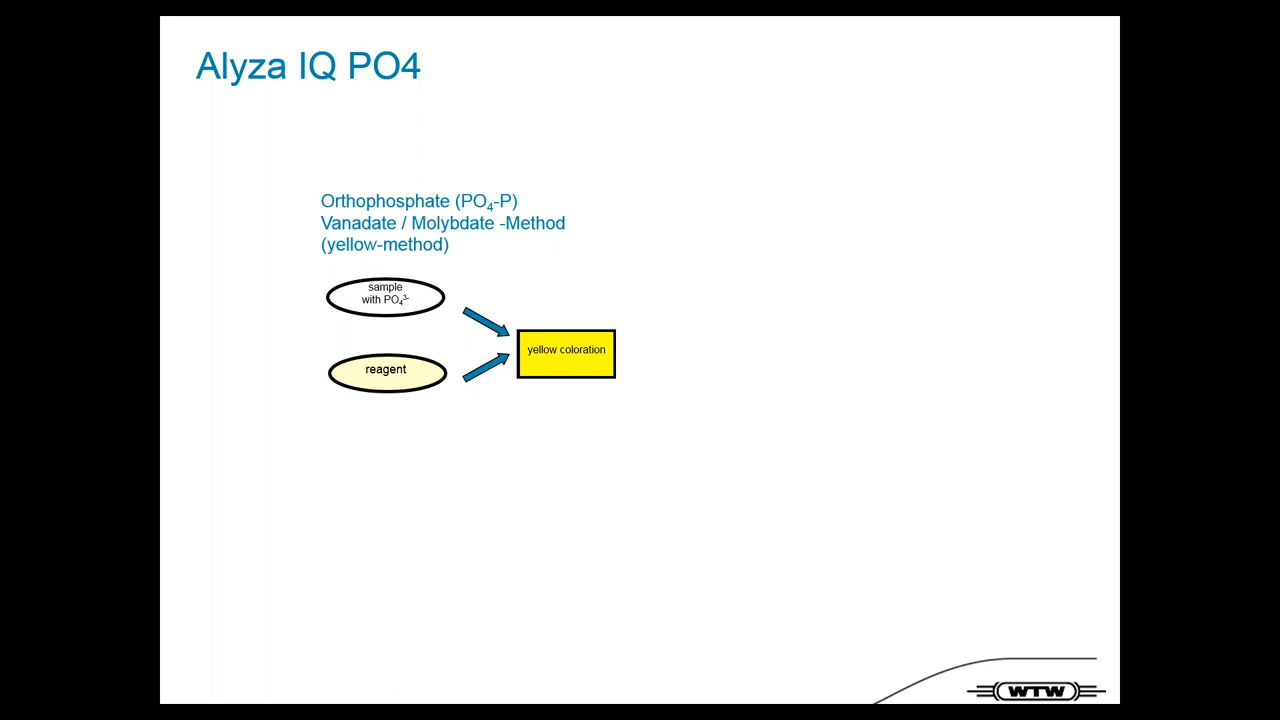 Alyza IQ PO4
Orthophosphate (PO₄-P)
Vanadate / Molybdate -Method
(yellow-method)
sample
with PO₄³⁻
yellow coloration
reagent
WTW